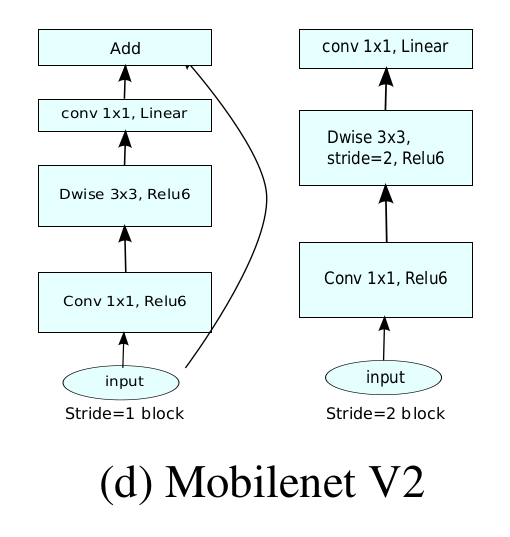 Add
conv 1x1, Linear
Dwise 3x3, Relu6
Conv 1x1, Relu6
input
Stride=1 block
conv 1x1, Linear
Dwise 3x3,
stride=2, Relu6
Conv 1x1, Relu6
input
Stride=2 block
(d) Mobilenet V2